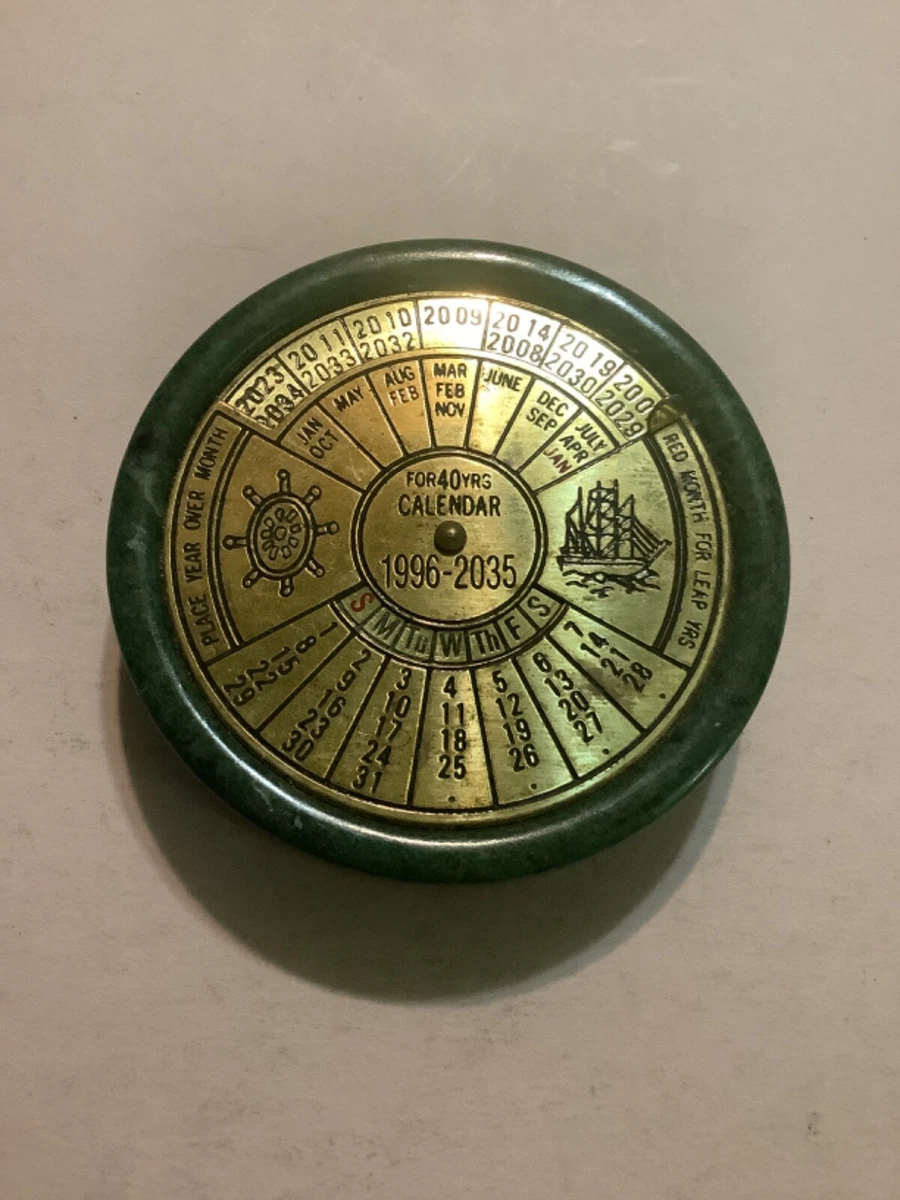 2023 2011 2010 2009 2014 2019
2034 2033 2032 2008 2030 2029
JAN MAY AUG MAR JUNE DEC JULY
OCT FEB FEB SEP APR
NOV JAN
PLACE YEAR OVER MONTH
RED MONTH FOR LEAP YRS
FOR 40 YRS
CALENDAR
1996-2035
S M Tu W Th F S
1 2 3 4 5 6 7
8 9 10 11 12 13 14
15 16 17 18 19 20 21
22 23 24 25 26 27 28
29 30 31